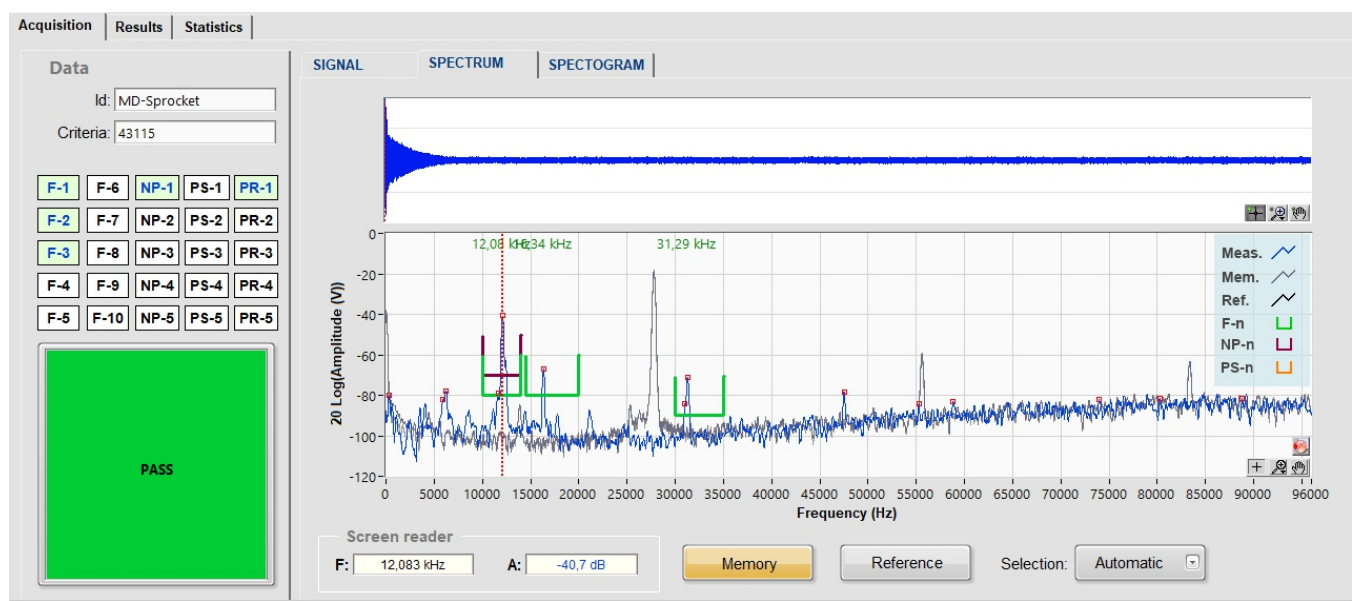 Acquisition Results Statistics
Data
Id: MD-Sprocket
Criteria: 43115
F-1 F-6 NP-1 PS-1 PR-1
F-2 F-7 NP-2 PS-2 PR-2
F-3 F-8 NP-3 PS-3 PR-3
F-4 F-9 NP-4 PS-4 PR-4
F-5 F-10 NP-5 PS-5 PR-5
PASS
SIGNAL SPECTRUM SPECTOGRAM
12,08 kHz 16,34 kHz 31,29 kHz
Meas.
Mem.
Ref.
F-n
NP-n
PS-n
20 Log(Amplitude (V))
0
-20
-40
-60
-80
-100
-120
0 5000 10000 15000 20000 25000 30000 35000 40000 45000 50000 55000 60000 65000 70000 75000 80000 85000 90000 96000
Frequency (Hz)
Screen reader
F: 12,083 kHz A: -40,7 dB
Memory Reference Selection: Automatic